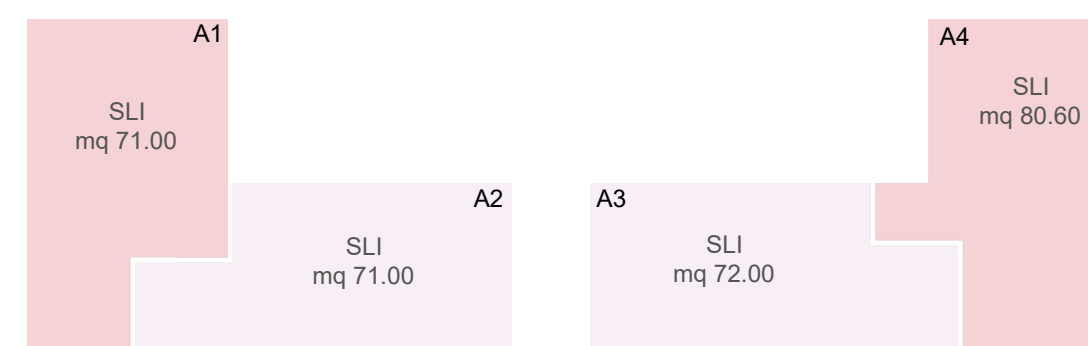 A1
SLI
mq 71.00
A2
SLI
mq 71.00
A3
SLI
mq 72.00
A4
SLI
mq 80.60